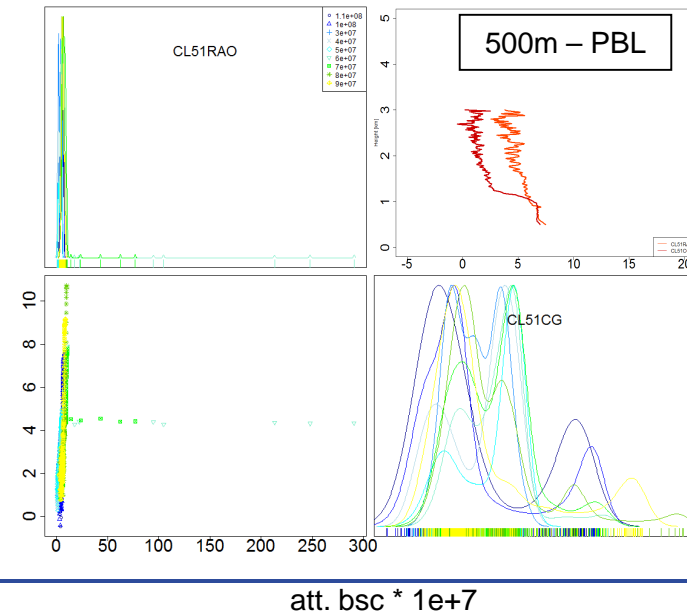 CL51RAO
1.1e+08
1e+08
3e+07
4e+07
5e+07
6e+07
7e+07
8e+07
9e+07
500m – PBL
Height [km]
5
4
3
2
1
0
-5 0 5 10 15 20
CL51CG
10
8
6
4
2
0
0 50 100 150 200 250 300
att. bsc * 1e+7